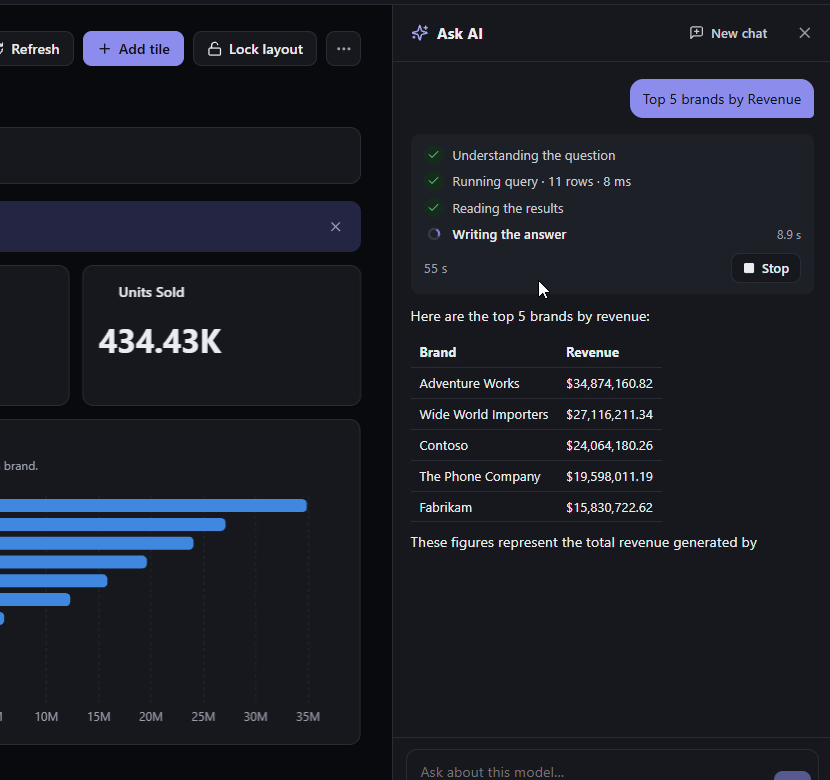 Refresh
+ Add tile
Lock layout
Units Sold
434.43K
brand.
10M 15M 20M 25M 30M 35M
Ask AI
New chat
Top 5 brands by Revenue
Understanding the question
Running query · 11 rows · 8 ms
Reading the results
Writing the answer 8.9 s
55 s
Stop
Here are the top 5 brands by revenue:
Brand Revenue
Adventure Works $34,874,160.82
Wide World Importers $27,116,211.34
Contoso $24,064,180.26
The Phone Company $19,598,011.19
Fabrikam $15,830,722.62
These figures represent the total revenue generated by
Ask about this model...